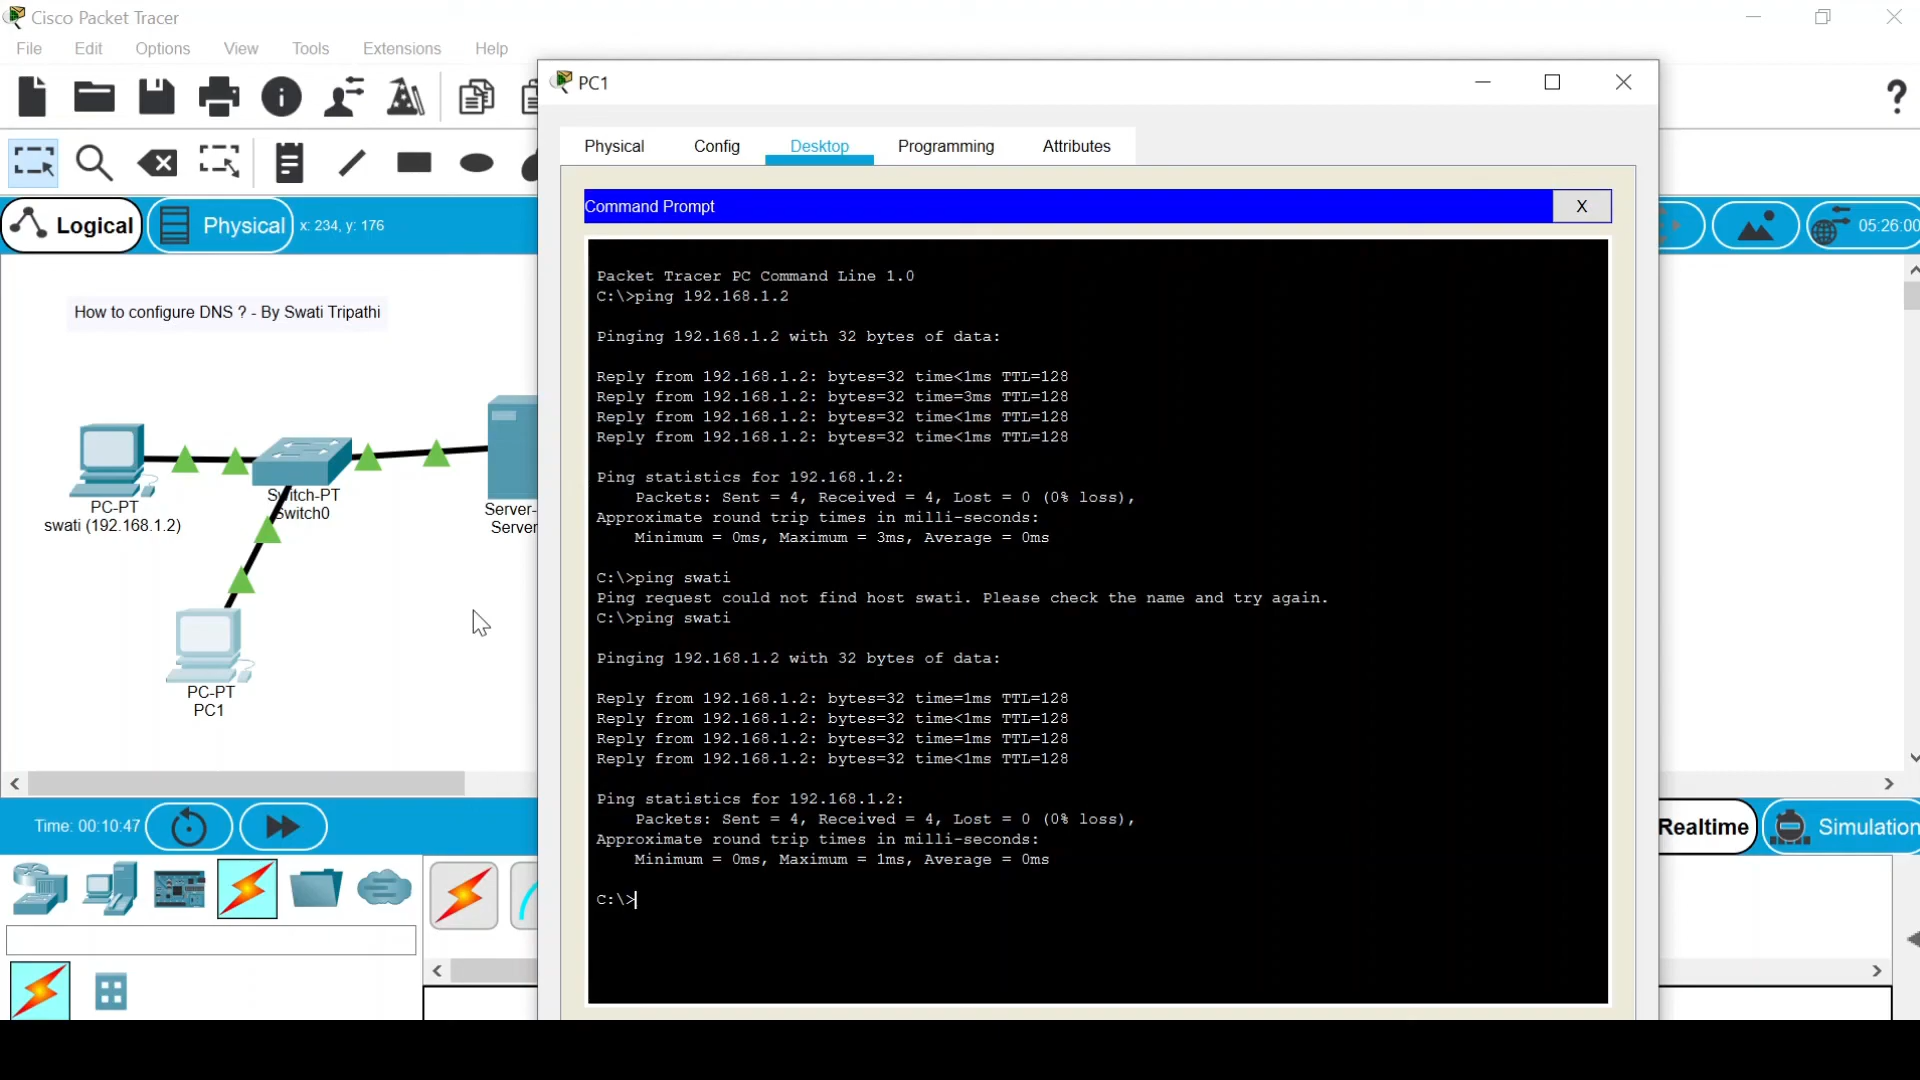 Cisco Packet Tracer
File Edit Options View Tools Extensions Help
PC1
Physical Config Desktop Programming Attributes
Command Prompt X
Logical Physical x: 234, y: 176
05:26:00
How to configure DNS ? - By Swati Tripathi
PC-PT
swati (192.168.1.2)
Switch-PT
Switch0
Server-
Server
PC-PT
PC1
Packet Tracer PC Command Line 1.0
C:\>ping 192.168.1.2
Pinging 192.168.1.2 with 32 bytes of data:
Reply from 192.168.1.2: bytes=32 time<1ms TTL=128
Reply from 192.168.1.2: bytes=32 time=3ms TTL=128
Reply from 192.168.1.2: bytes=32 time<1ms TTL=128
Reply from 192.168.1.2: bytes=32 time<1ms TTL=128
Ping statistics for 192.168.1.2:
Packets: Sent = 4, Received = 4, Lost = 0 (0% loss),
Approximate round trip times in milli-seconds:
Minimum = 0ms, Maximum = 3ms, Average = 0ms
C:\>ping swati
Ping request could not find host swati. Please check the name and try again.
C:\>ping swati
Pinging 192.168.1.2 with 32 bytes of data:
Reply from 192.168.1.2: bytes=32 time=1ms TTL=128
Reply from 192.168.1.2: bytes=32 time<1ms TTL=128
Reply from 192.168.1.2: bytes=32 time=1ms TTL=128
Reply from 192.168.1.2: bytes=32 time<1ms TTL=128
Ping statistics for 192.168.1.2:
Packets: Sent = 4, Received = 4, Lost = 0 (0% loss),
Approximate round trip times in milli-seconds:
Minimum = 0ms, Maximum = 1ms, Average = 0ms
C:\>
Time: 00:10:47
Realtime Simulation